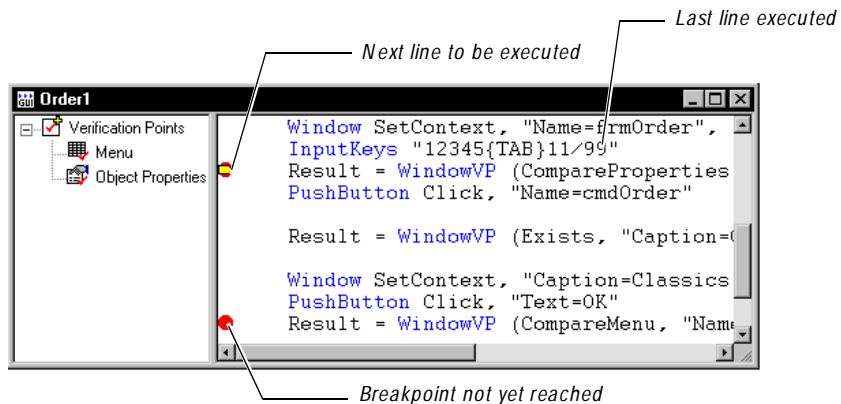 Last line executed
Next line to be executed
GUI Order1
Verification Points
Menu
Object Properties
Window SetContext, "Name=frmOrder",
InputKeys "12345{TAB}11/99"
Result = WindowVP (CompareProperties
PushButton Click, "Name=cmdOrder"
Result = WindowVP (Exists, "Caption=
Window SetContext, "Caption=Classics
PushButton Click, "Text=OK"
Result = WindowVP (CompareMenu, "Nam
Breakpoint not yet reached